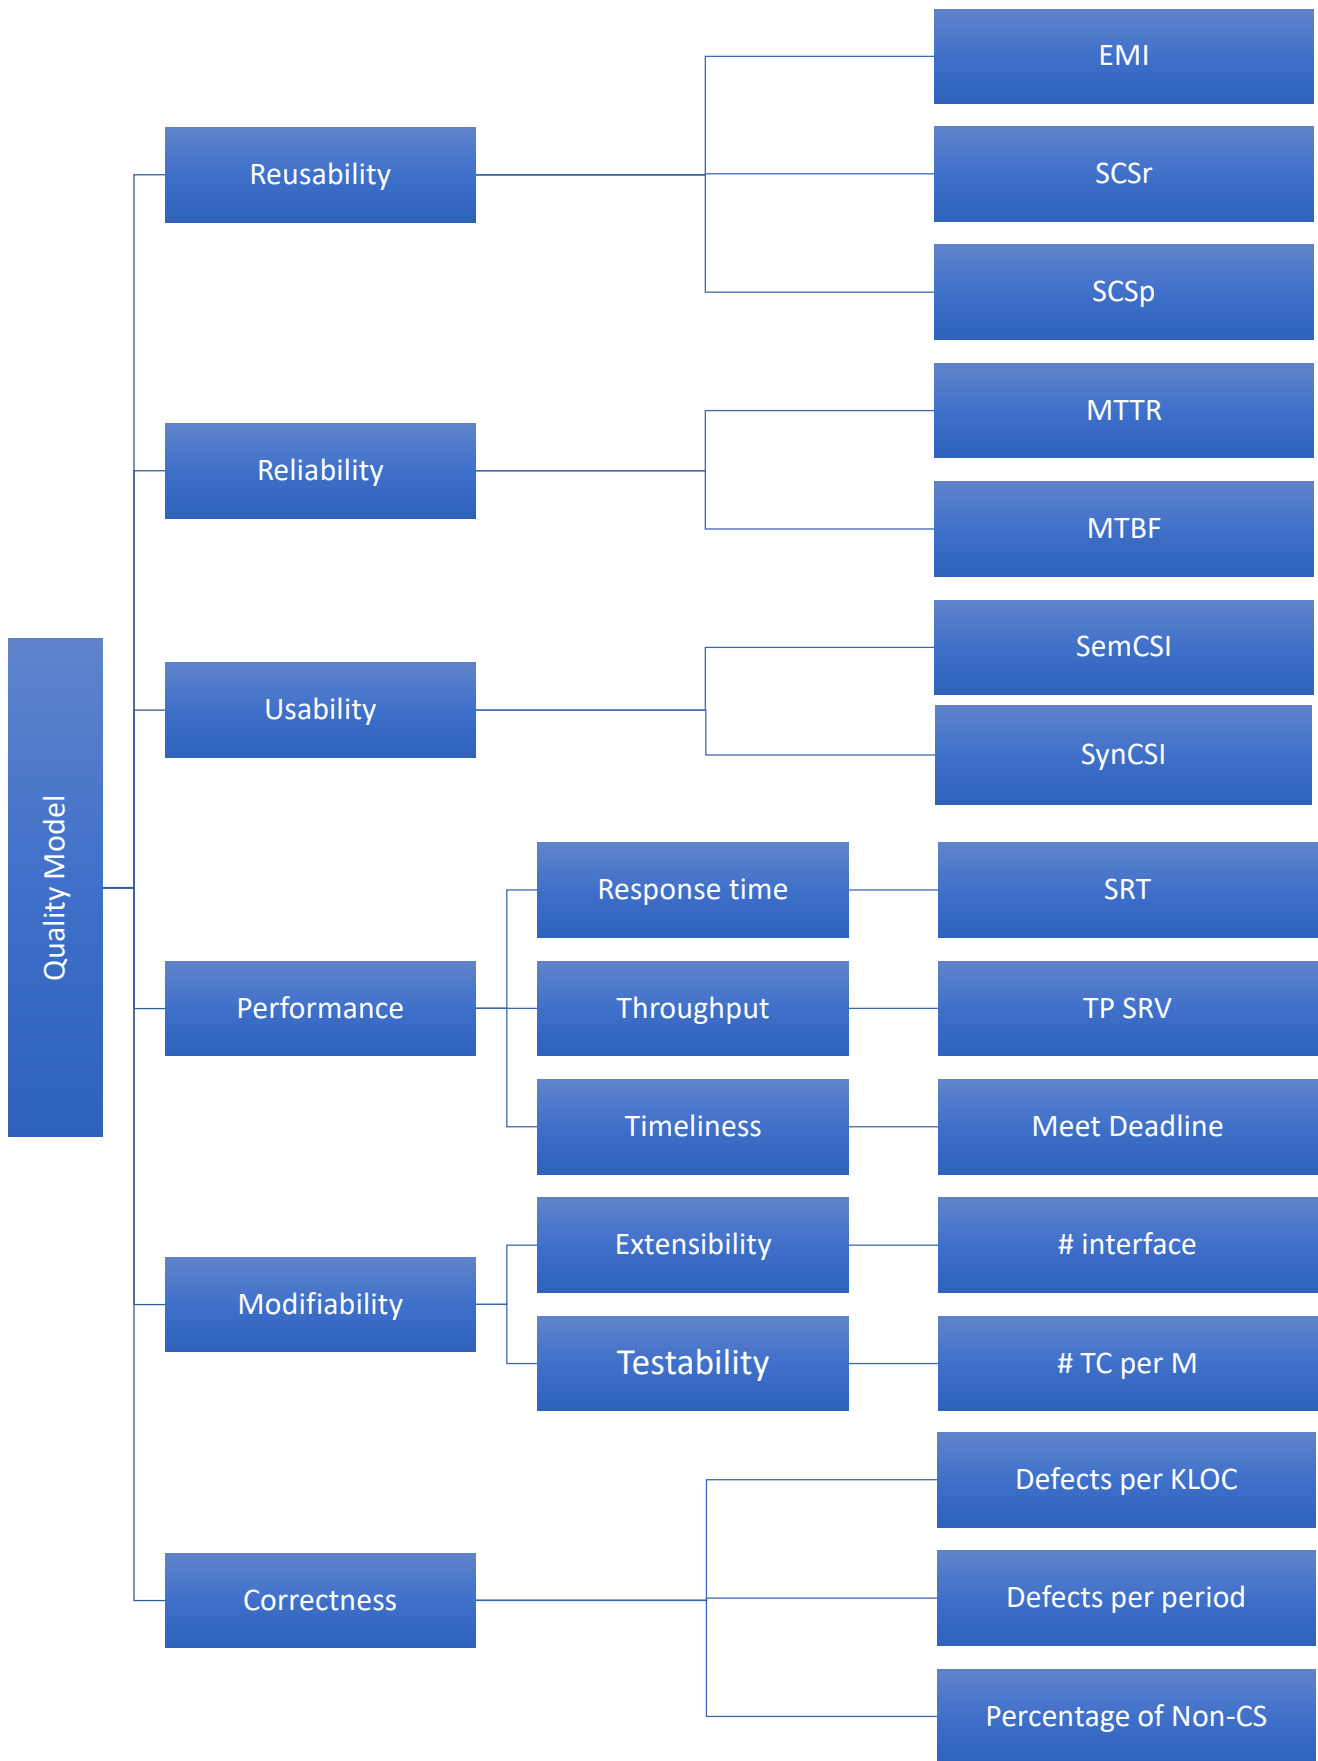 Quality Model
Reusability
EMI
SCSr
SCSp
Reliability
MTTR
MTBF
Usability
SemCSI
SynCSI
Performance
Response time
SRT
Throughput
TP SRV
Timeliness
Meet Deadline
Modifiability
Extensibility
# interface
Testability
# TC per M
Correctness
Defects per KLOC
Defects per period
Percentage of Non-CS